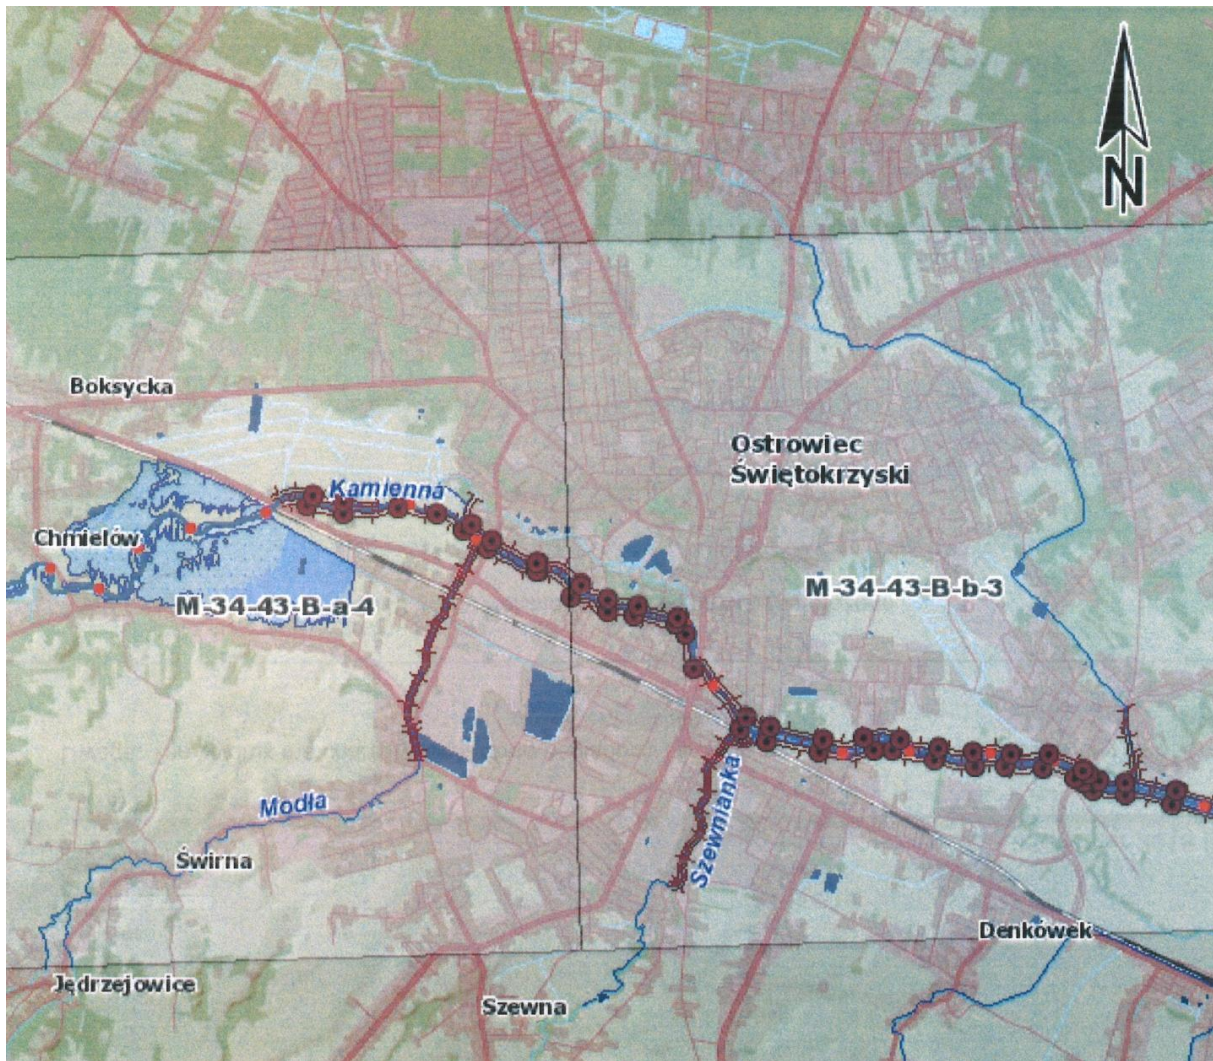 N
Boksycka
Ostrowiec
Świętokrzyski
Kamienna
Chmielów
M-34-43-B-a-4
M-34-43-B-b-3
Szewnianka
Modła
Świrna
Denkówek
Jędrzejowice
Szewna